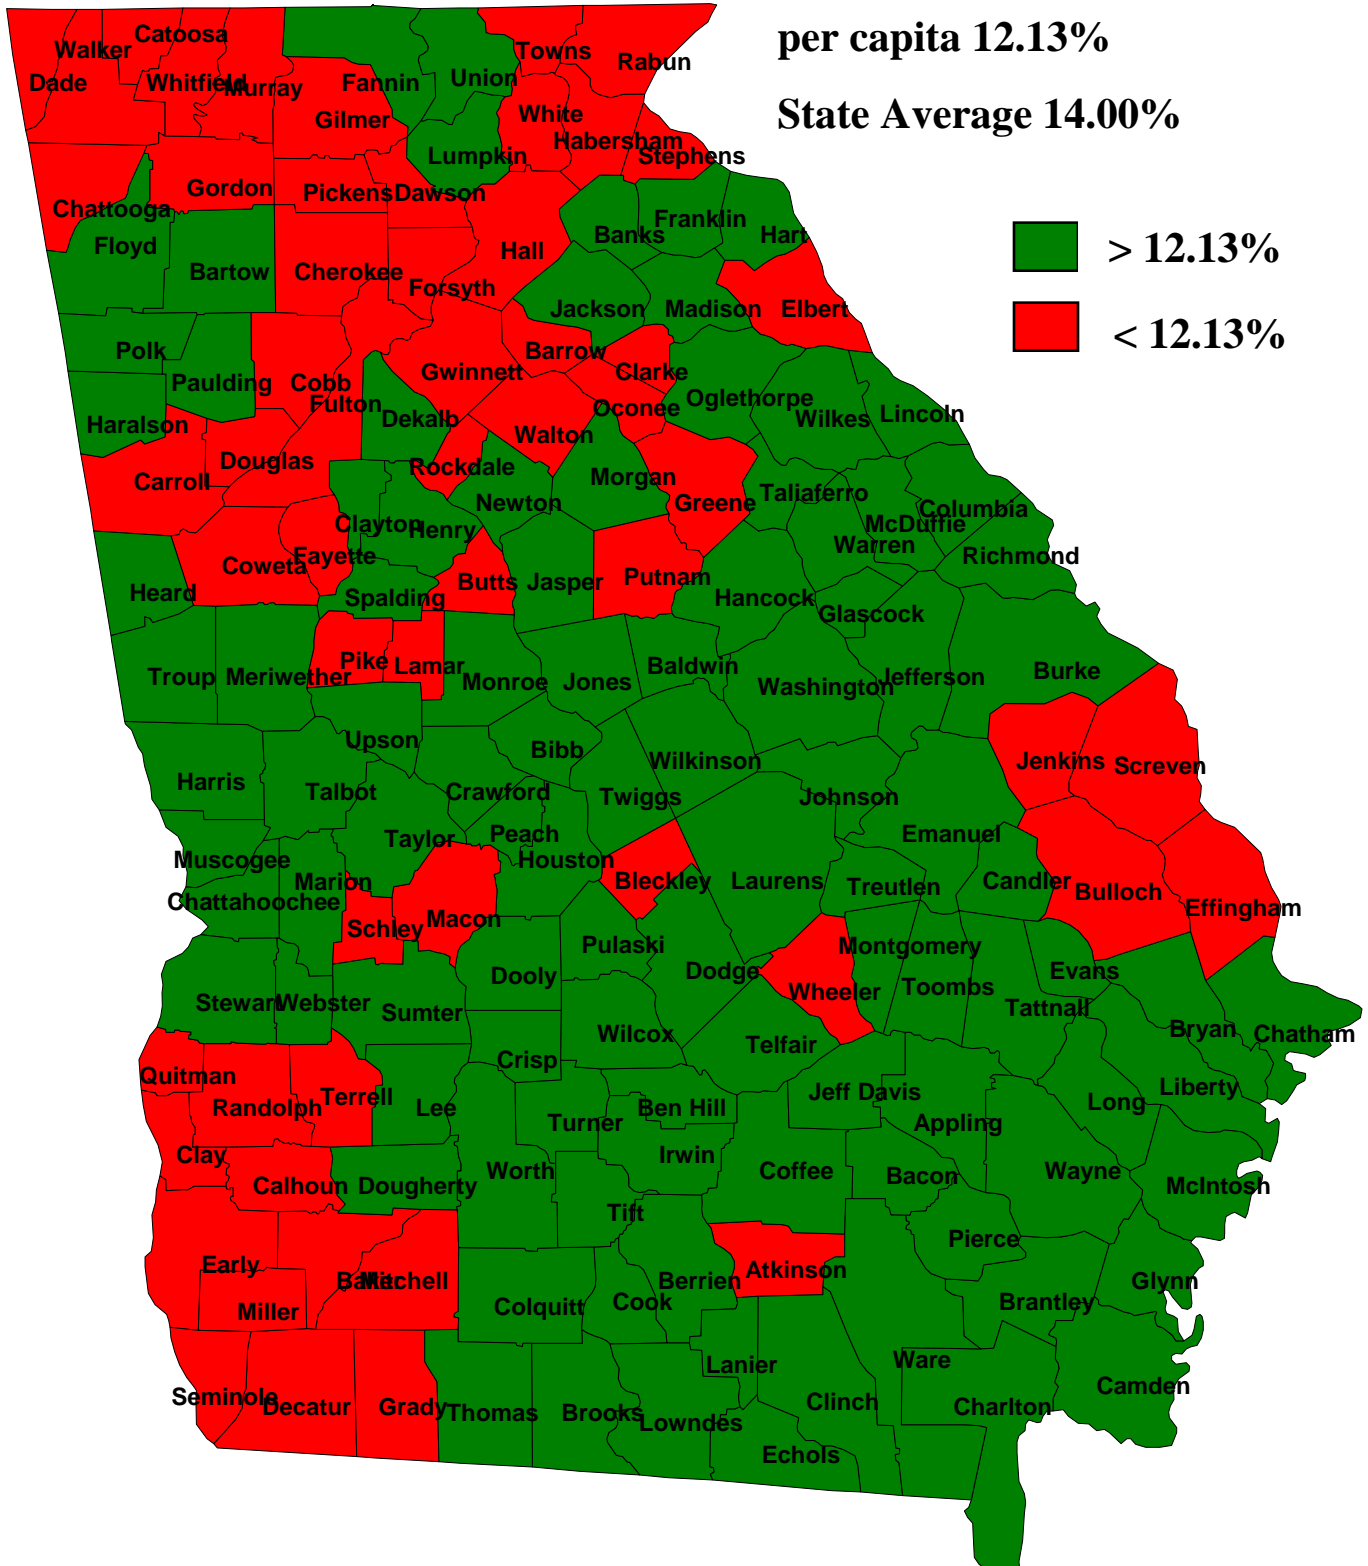 per capita 12.13%
State Average 14.00%
> 12.13%
< 12.13%
Catoosa
Walker
Towns
Rabun
Dade
Whitfield
Murray
Fannin
Union
Gilmer
White
Habersham
Stephens
Lumpkin
Gordon
Pickens
Dawson
Chattooga
Floyd
Franklin
Banks
Hart
Hall
Bartow
Cherokee
Forsyth
Jackson
Madison
Elbert
Polk
Barrow
Paulding
Cobb
Gwinnett
Clarke
Fulton
Oconee
Oglethorpe
Haralson
Dekalb
Wilkes
Lincoln
Walton
Douglas
Rockdale
Carroll
Morgan
Newton
Greene
Taliaferro
Columbia
Clayton
Henry
McDuffie
Warren
Coweta
Fayette
Richmond
Butts
Jasper
Putnam
Heard
Spalding
Hancock
Glascock
Pike
Lamar
Baldwin
Burke
Troup
Meriwether
Monroe
Jones
Washington
Jefferson
Upson
Bibb
Wilkinson
Jenkins
Screven
Harris
Talbot
Crawford
Twiggs
Johnson
Taylor
Peach
Emanuel
Muscogee
Houston
Marion
Bleckley
Laurens
Treutlen
Candler
Bulloch
Chattahoochee
Effingham
Schley
Macon
Pulaski
Montgomery
Dooly
Dodge
Evans
Stewart
Webster
Sumter
Wheeler
Toombs
Tattnall
Wilcox
Bryan
Chatham
Telfair
Crisp
Quitman
Liberty
Terrell
Randolph
Lee
Ben Hill
Jeff Davis
Long
Turner
Appling
Clay
Irwin
Worth
Coffee
Bacon
Wayne
Calhoun
Dougherty
McIntosh
Tift
Pierce
Early
Baker
Mitchell
Berrien
Atkinson
Glynn
Miller
Colquitt
Cook
Brantley
Lanier
Ware
Seminole
Decatur
Grady
Thomas
Brooks
Lowndes
Clinch
Charlton
Camden
Echols